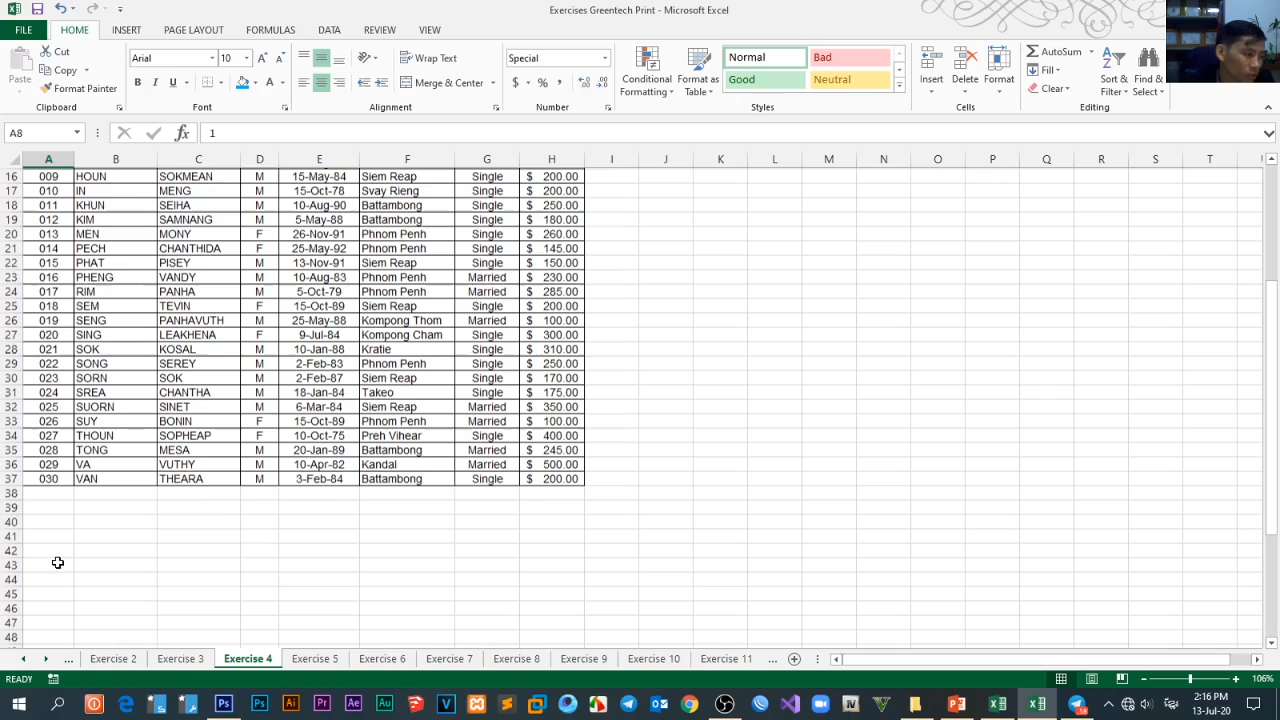 Exercises Greentech Print - Microsoft Excel
FILE HOME INSERT PAGE LAYOUT FORMULAS DATA REVIEW VIEW
Paste Cut Copy Format Painter Clipboard
Arial 10 B I U A A A Font
Wrap Text Merge & Center Alignment
Special $ % , Number
Conditional Formatting Format as Table Normal Bad Good Neutral Styles
Insert Delete Format Cells
AutoSum Fill Clear Sort & Filter Find & Select Editing
A8 fx 1
A B C D E F G H I J K L M N O P Q R S T
16 009 HOUN SOKMEAN M 15-May-84 Siem Reap Single $ 200.00
17 010 IN MENG M 15-Oct-78 Svay Rieng Single $ 200.00
18 011 KHUN SEIHA M 10-Aug-90 Battambong Single $ 250.00
19 012 KIM SAMNANG M 5-May-88 Battambong Single $ 180.00
20 013 MEN MONY F 26-Nov-91 Phnom Penh Single $ 260.00
21 014 PECH CHANTHIDA F 25-May-92 Phnom Penh Single $ 145.00
22 015 PHAT PISEY M 13-Nov-91 Siem Reap Single $ 150.00
23 016 PHENG VANDY M 10-Aug-83 Phnom Penh Married $ 230.00
24 017 RIM PANHA M 5-Oct-79 Phnom Penh Married $ 285.00
25 018 SEM TEVIN F 15-Oct-89 Siem Reap Single $ 200.00
26 019 SENG PANHAVUTH M 25-May-88 Kompong Thom Married $ 100.00
27 020 SING LEAKHENA F 9-Jul-84 Kompong Cham Single $ 300.00
28 021 SOK KOSAL M 10-Jan-88 Kratie Single $ 310.00
29 022 SONG SEREY M 2-Feb-83 Phnom Penh Single $ 250.00
30 023 SORN SOK M 2-Feb-87 Siem Reap Single $ 170.00
31 024 SREA CHANTHA M 18-Jan-84 Takeo Single $ 175.00
32 025 SUORN SINET M 6-Mar-84 Siem Reap Married $ 350.00
33 026 SUY BONIN F 15-Oct-89 Phnom Penh Married $ 100.00
34 027 THOUN SOPHEAP F 10-Oct-75 Preh Vihear Single $ 400.00
35 028 TONG MESA M 20-Jan-89 Battambong Married $ 245.00
36 029 VA VUTHY M 10-Apr-82 Kandal Married $ 500.00
37 030 VAN THEARA M 3-Feb-84 Battambong Single $ 200.00
38
39
40
41
42
43
44
45
46
47
48
... Exercise 2 Exercise 3 Exercise 4 Exercise 5 Exercise 6 Exercise 7 Exercise 8 Exercise 9 Exercise 10 Exercise 11 ...
READY 106%
2:16 PM
13-Jul-20